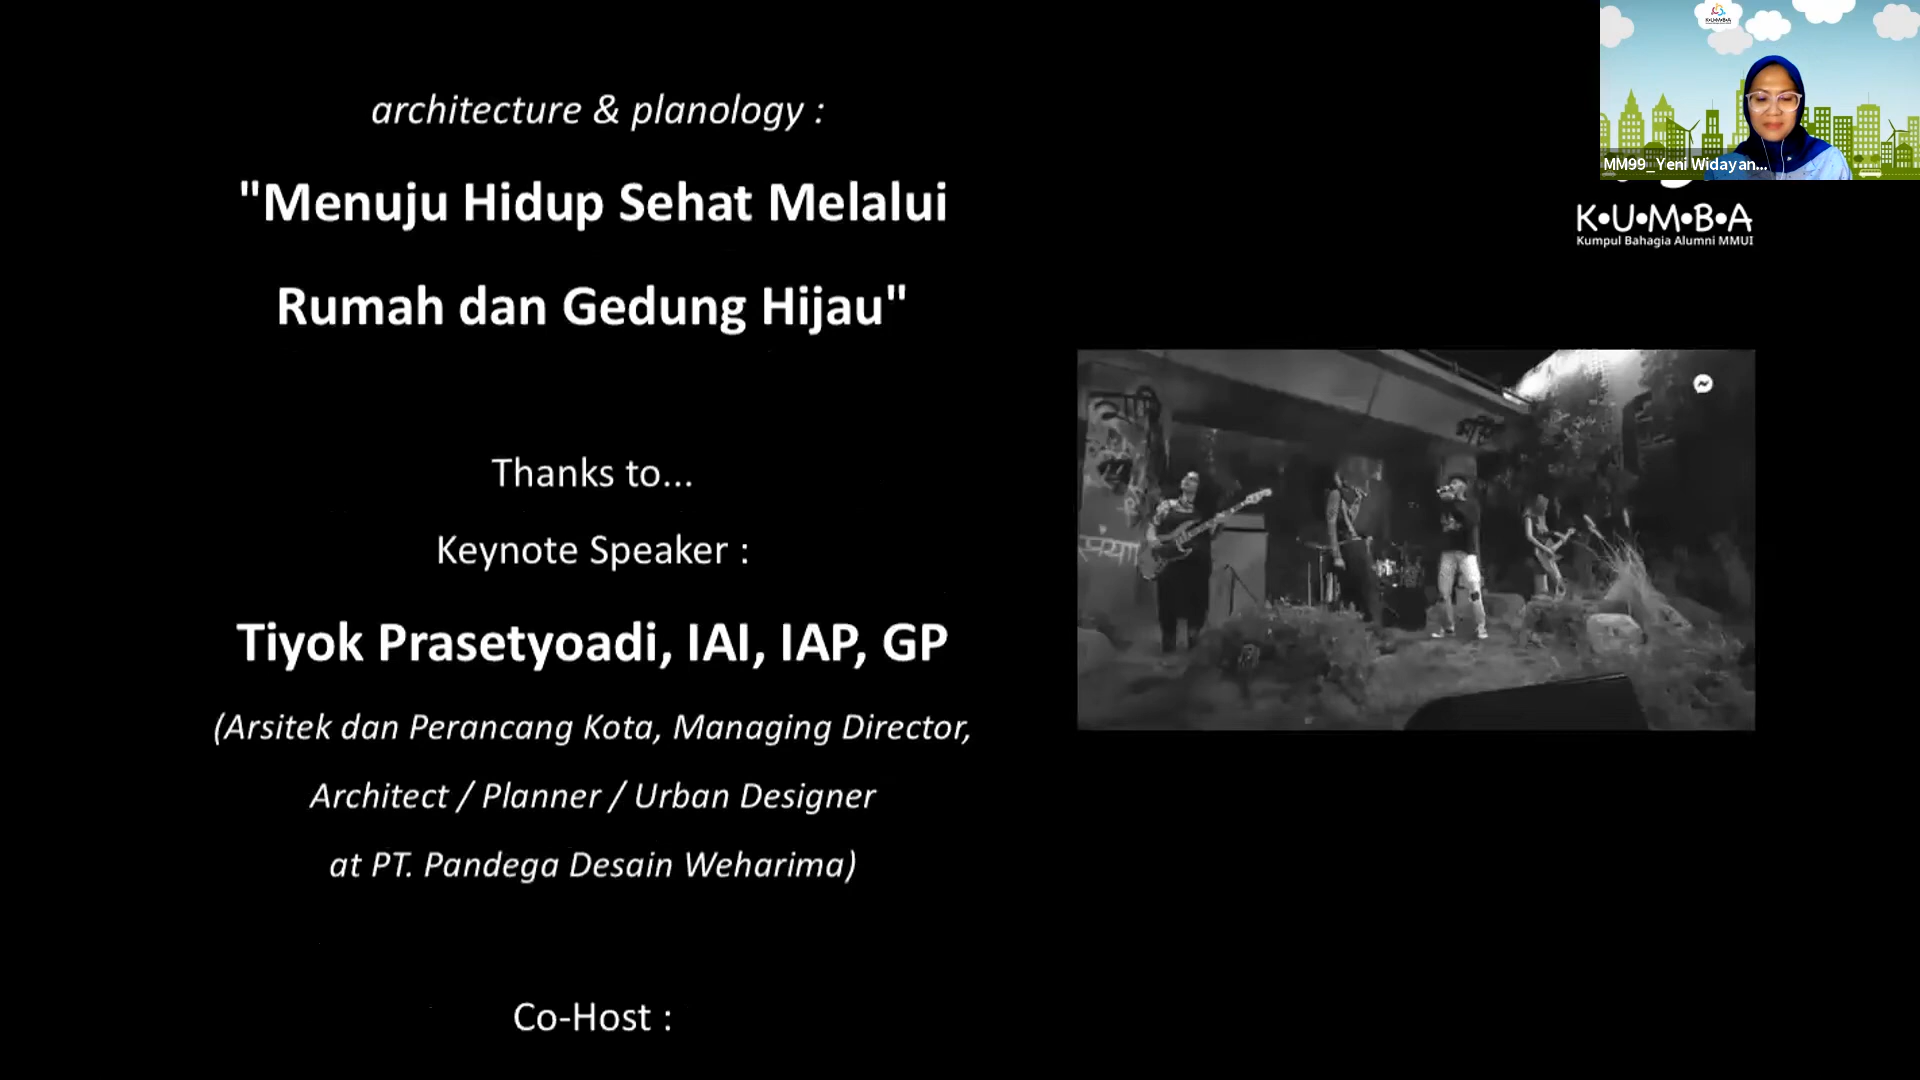 architecture & planology :
"Menuju Hidup Sehat Melalui
Rumah dan Gedung Hijau"
Thanks to...
Keynote Speaker :
Tiyok Prasetyoadi, IAI, IAP, GP
(Arsitek dan Perancang Kota, Managing Director,
Architect / Planner / Urban Designer
at PT. Pandega Desain Weharima)
Co-Host :
MM99_Yeni Widayan...
K•U•M•B•A
Kumpul Bahagia Alumni MMUI